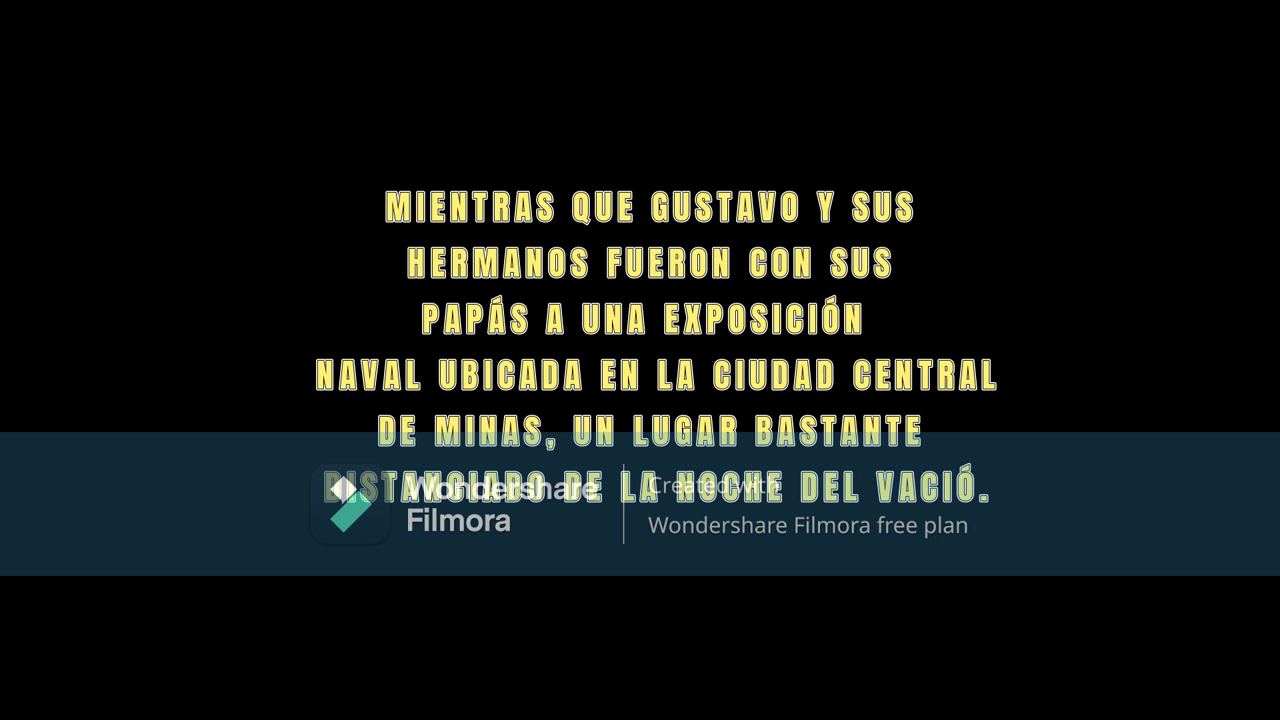 MIENTRAS QUE GUSTAVO Y SUS
HERMANOS FUERON CON SUS
PAPÁS A UNA EXPOSICIÓN
NAVAL UBICADA EN LA CIUDAD CENTRAL
DE MINAS, UN LUGAR BASTANTE
DISTANCIADO DE LA NOCHE DEL VACIÓ.
Wondershare
Filmora
Created with
Wondershare Filmora free plan